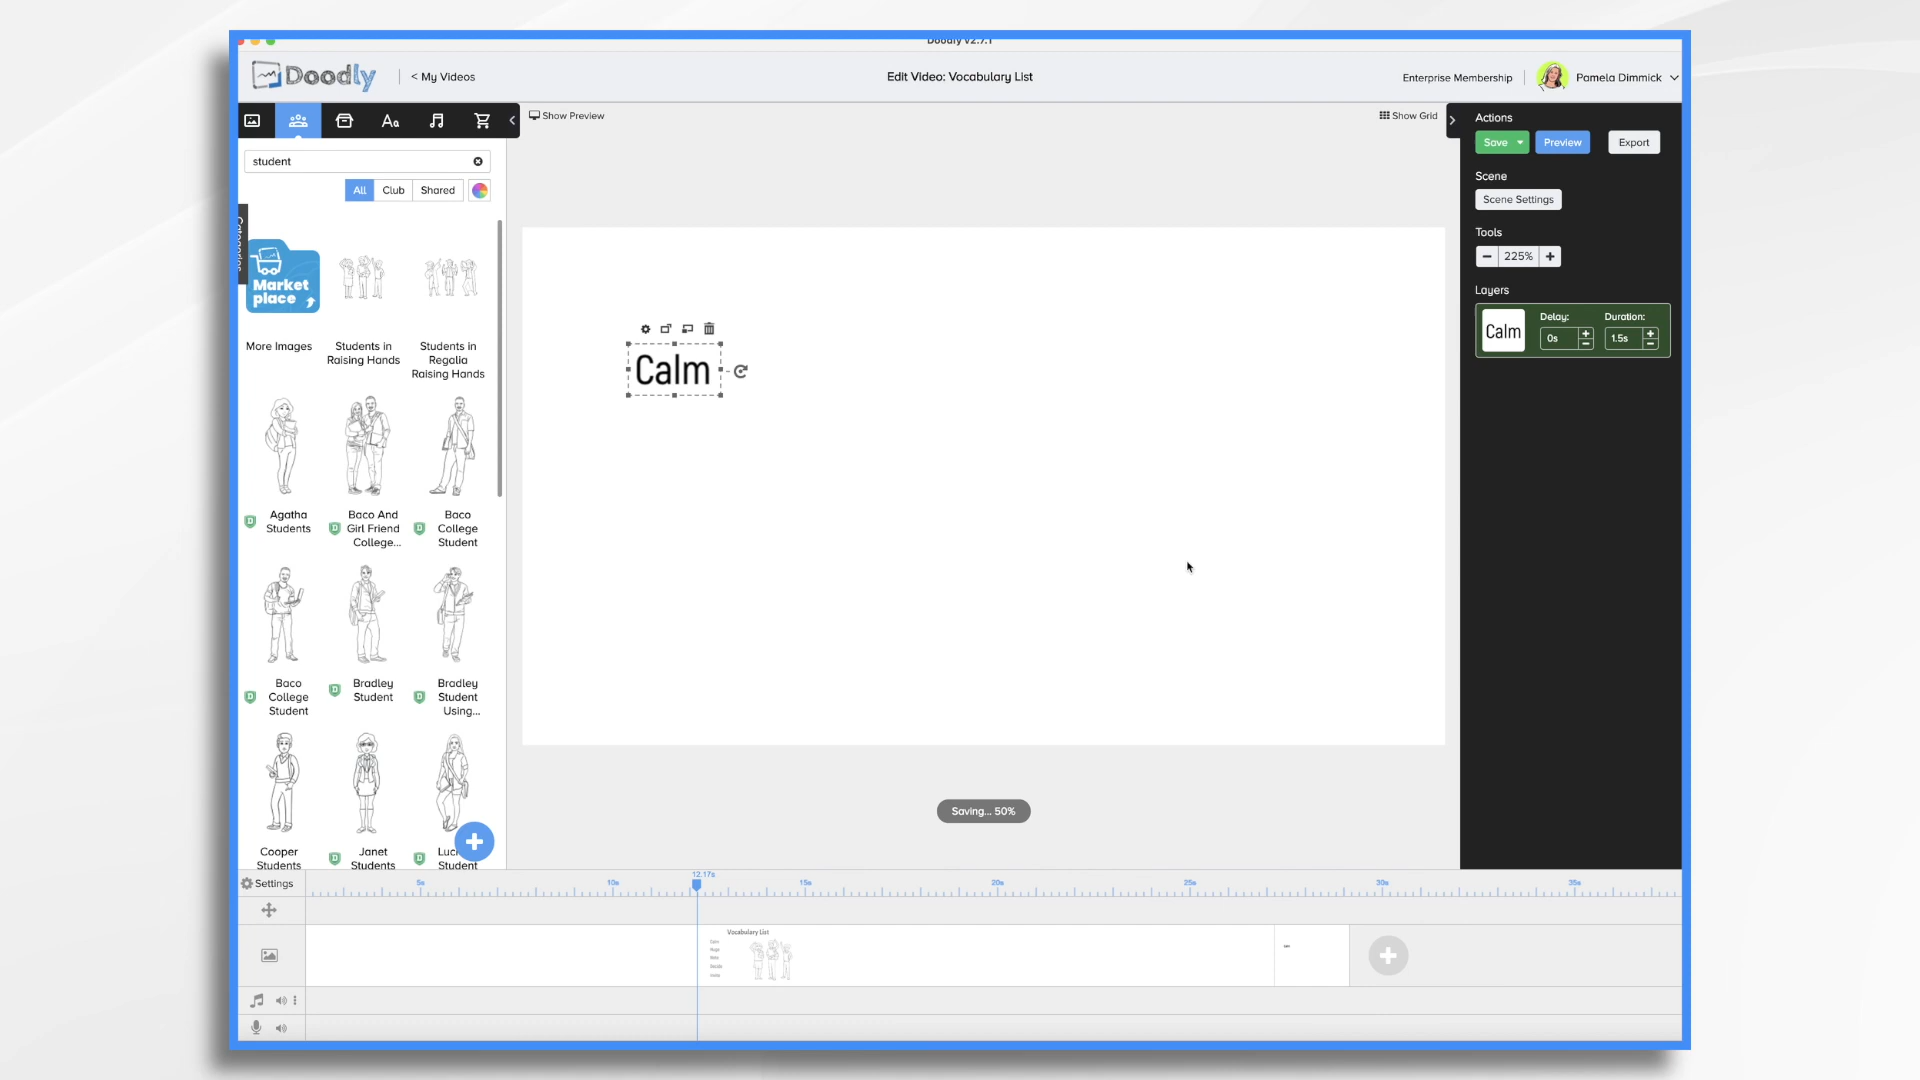 Doodly v2.7.1
Doodly
< My Videos
Edit Video: Vocabulary List
Enterprise Membership
Pamela Dimmick
Show Preview
Show Grid
Actions
Save
Preview
Export
student
All
Club
Shared
Categories
Scene
Scene Settings
Tools
225%
Layers
Calm
Delay:
Duration:
0s
1.5s
Calm
Market
place
More Images
Students in
Raising Hands
Students in
Regalia
Raising Hands
Agatha
Students
Baco And
Girl Friend
College...
Baco
College
Student
Baco
College
Student
Bradley
Student
Bradley
Student
Using...
Cooper
Students
Janet
Students
Luc
Student
Saving... 50%
Settings
5s
10s
12.17s
15s
20s
25s
30s
35s
Vocabulary List